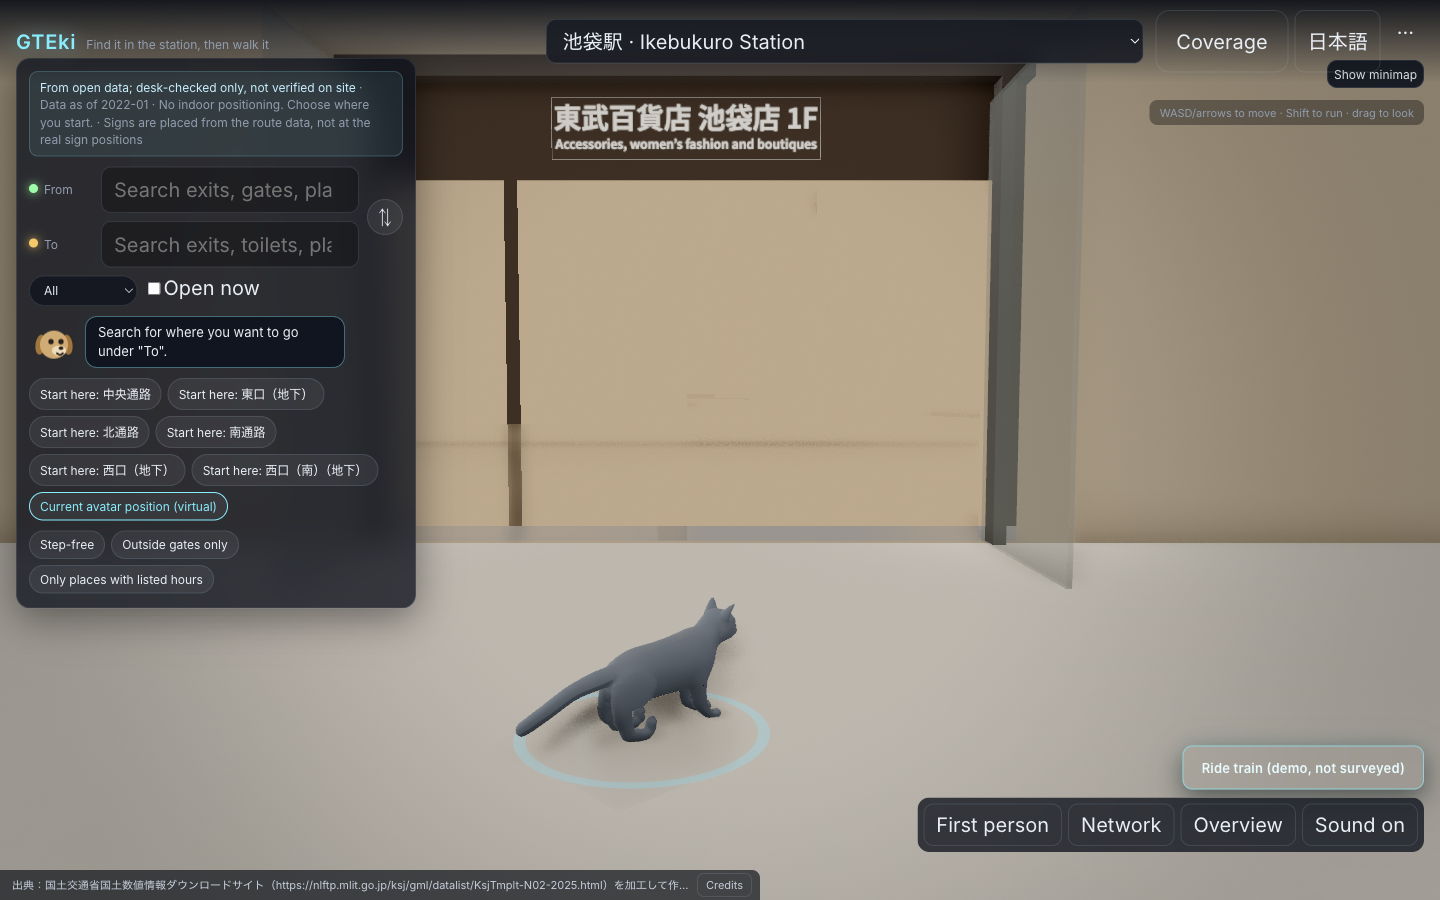 GTEki Find it in the station, then walk it
池袋駅 · Ikebukuro Station
Coverage
日本語
...
Show minimap
WASD/arrows to move · Shift to run · drag to look
From open data; desk-checked only, not verified on site ·
Data as of 2022-01 · No indoor positioning. Choose where
you start. · Signs are placed from the route data, not at the
real sign positions
From
Search exits, gates, pla
To
Search exits, toilets, pla
All
Open now
Search for where you want to go
under "To".
Start here: 中央通路
Start here: 東口（地下）
Start here: 北通路
Start here: 南通路
Start here: 西口（地下）
Start here: 西口（南）（地下）
Current avatar position (virtual)
Step-free
Outside gates only
Only places with listed hours
東武百貨店 池袋店 1F
Accessories, women's fashion and boutiques
Ride train (demo, not surveyed)
First person
Network
Overview
Sound on
出典：国土交通省国土数値情報ダウンロードサイト（https://nlftp.mlit.go.jp/ksj/gml/datalist/KsjTmplt-N02-2025.html）を加工して作...
Credits